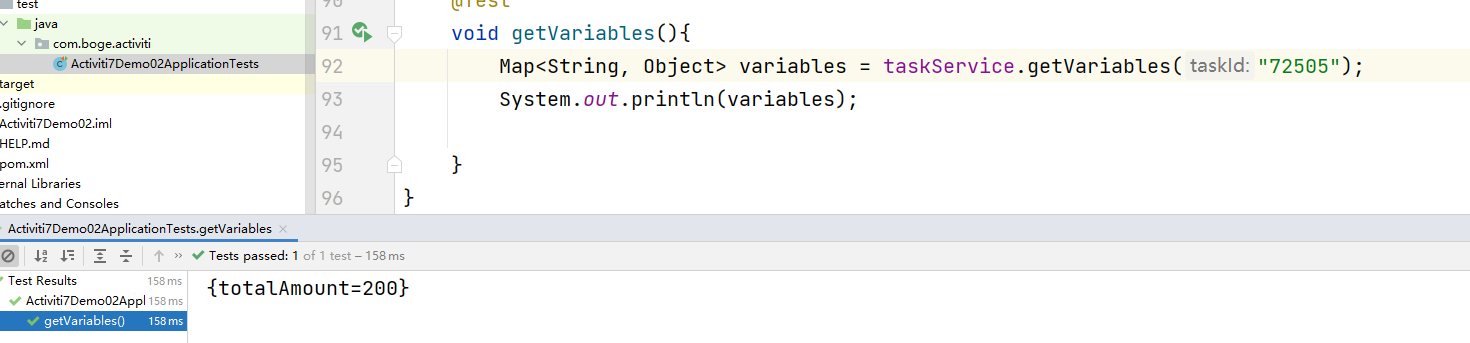 test
java
com.boge.activiti
Activiti7Demo02ApplicationTests
target
.gitignore
Activiti7Demo02.iml
HELP.md
pom.xml
ernal Libraries
atches and Consoles
90 @Test
91 void getVariables(){
92 Map<String, Object> variables = taskService.getVariables( taskId: "72505");
93 System.out.println(variables);
94
95 }
96 }
Activiti7Demo02ApplicationTests.getVariables ×
» Tests passed: 1 of 1 test – 158 ms
Test Results 158 ms
Activiti7Demo02Appl 158 ms
getVariables() 158 ms
{totalAmount=200}